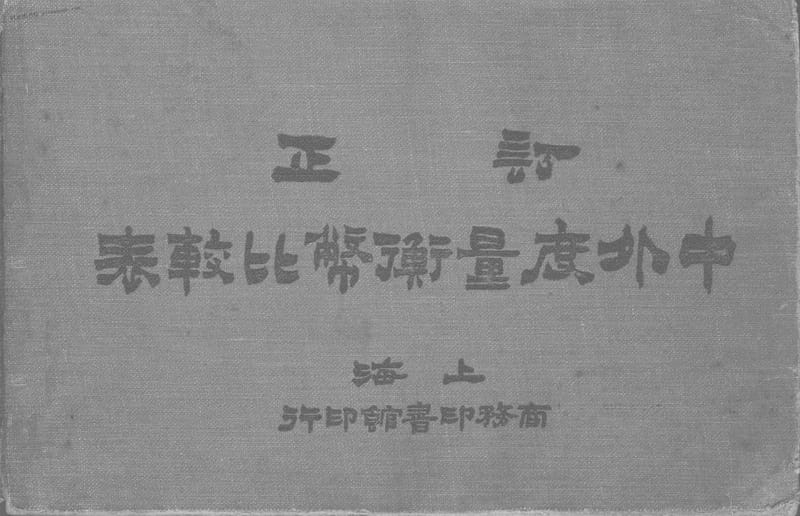 訂正
中外度量衡幣比較表
上海
商務印書館印行